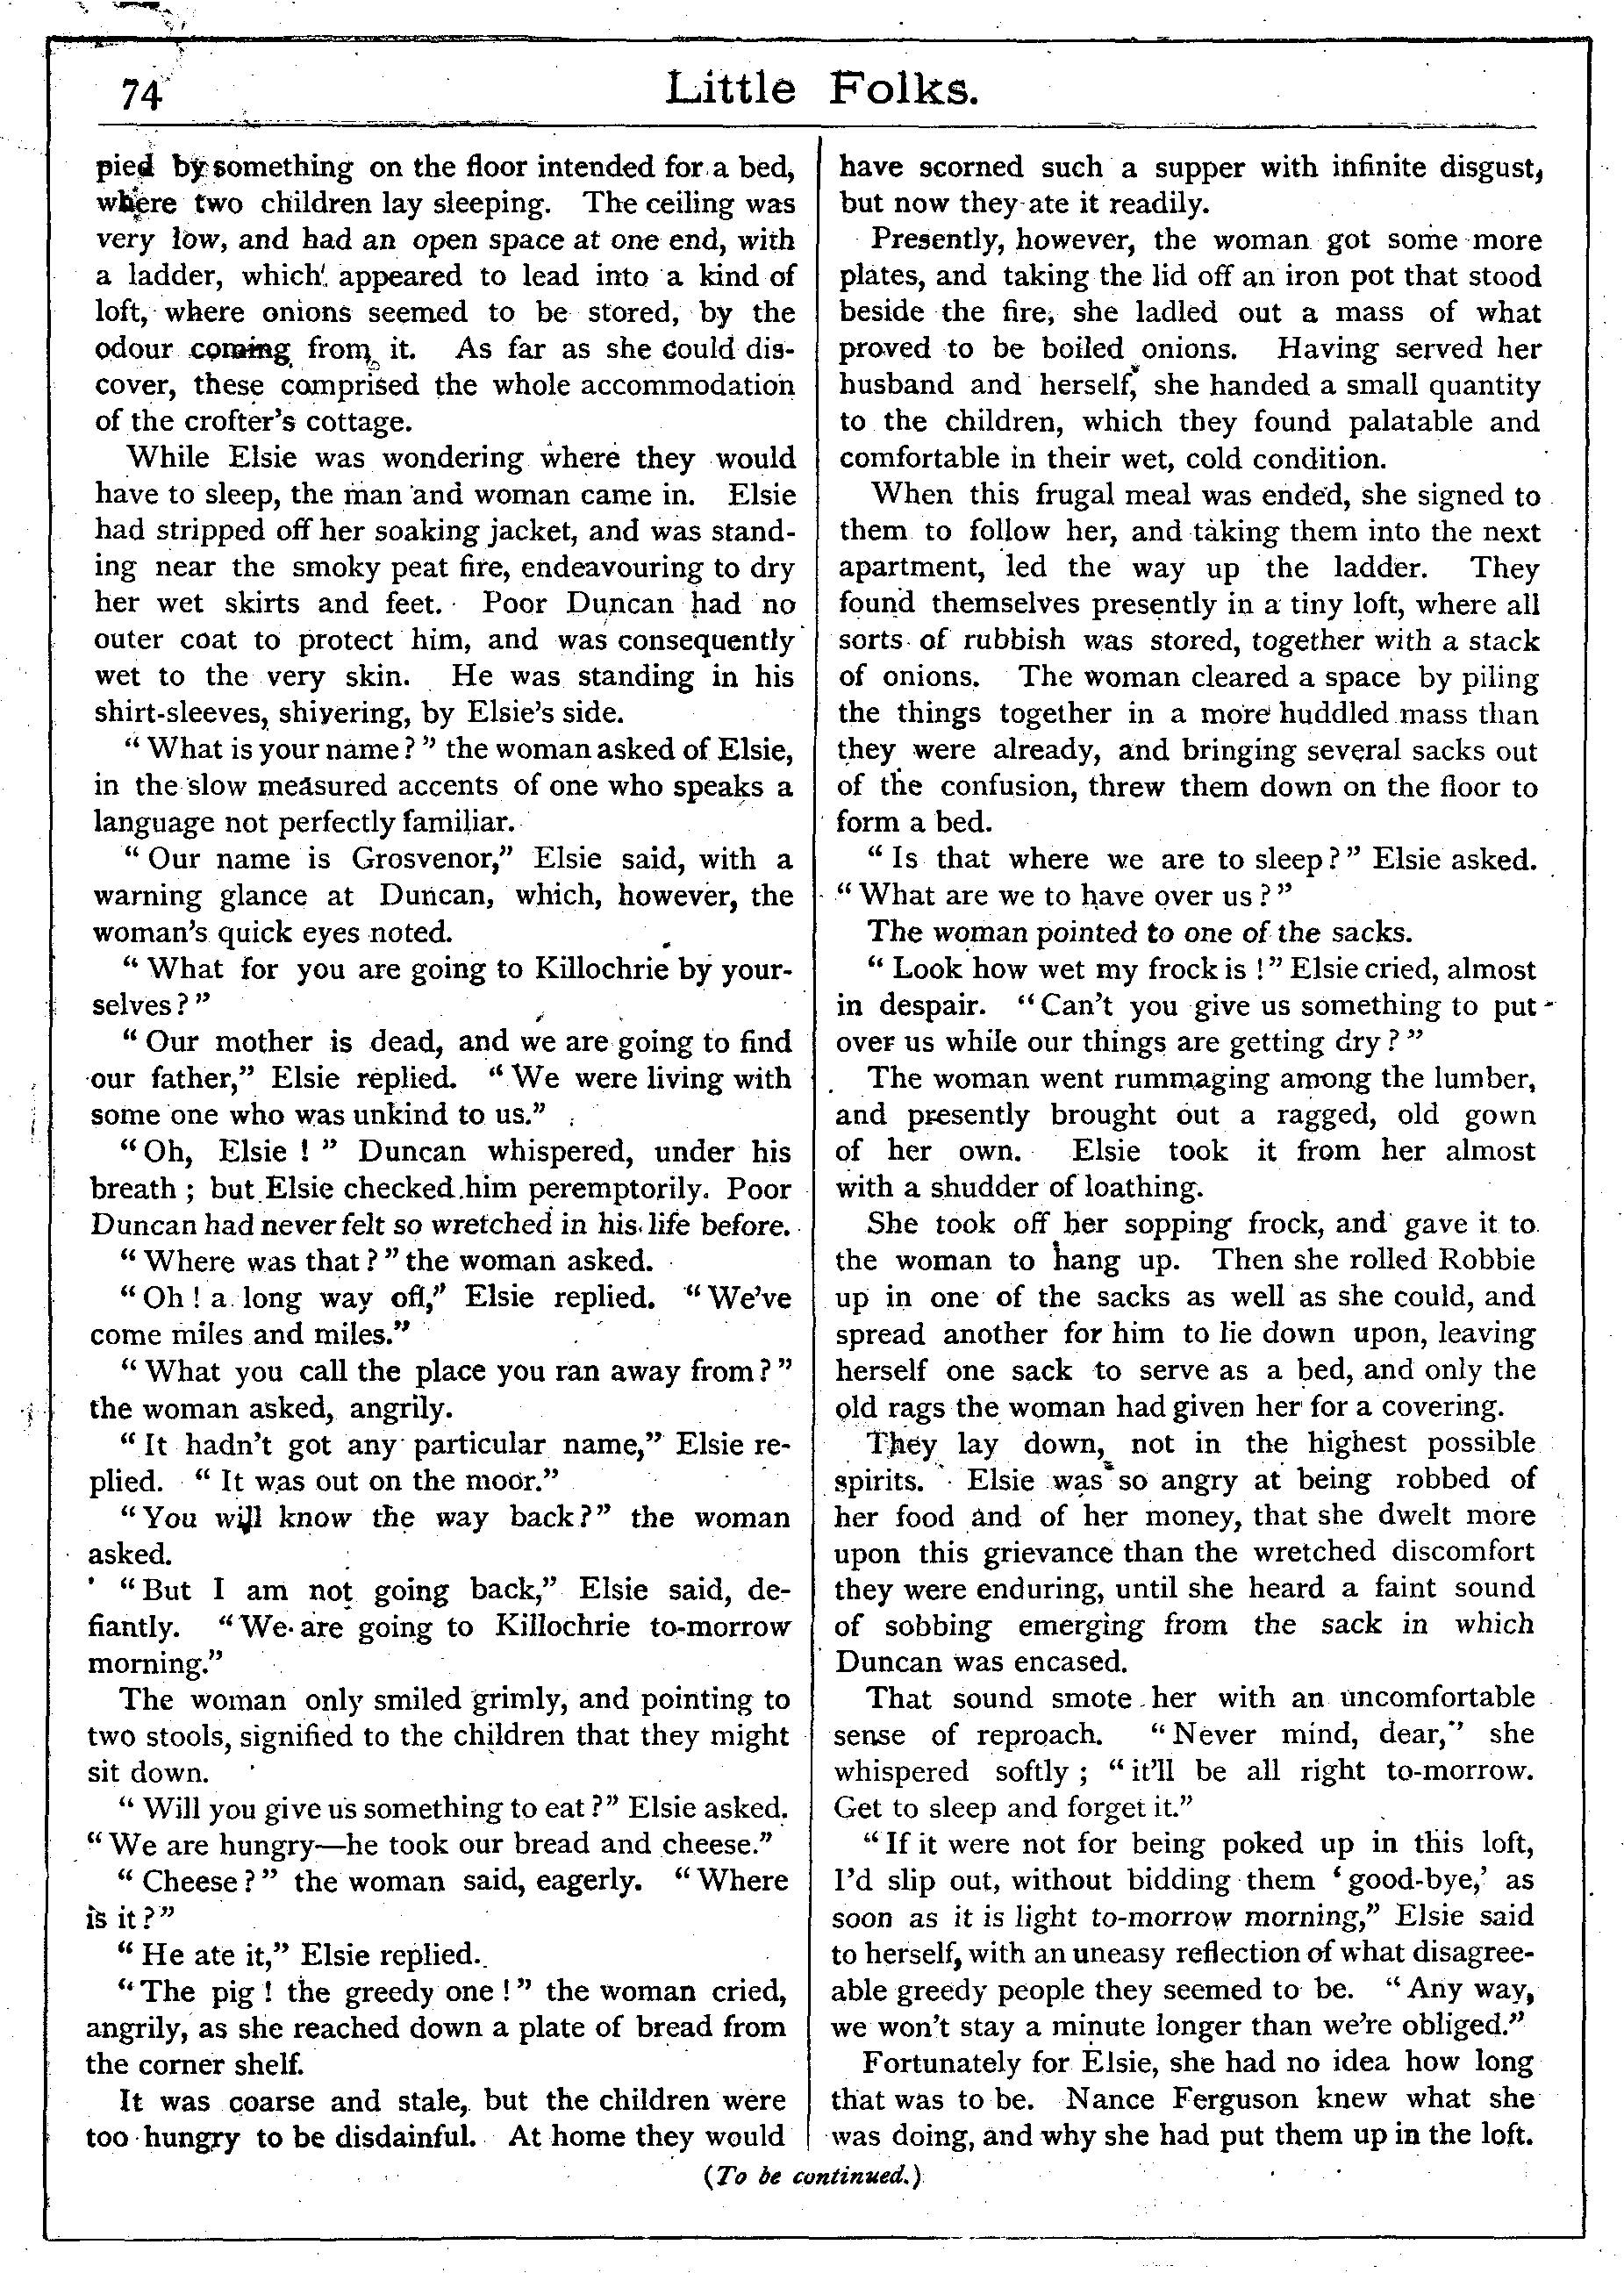 74
Little Folks.
pied by something on the floor intended for a bed,
where two children lay sleeping. The ceiling was
very low, and had an open space at one end, with
a ladder, which appeared to lead into a kind of
loft, where onions seemed to be stored, by the
odour coming from it. As far as she could dis-
cover, these comprised the whole accommodation
of the crofter's cottage.
While Elsie was wondering where they would
have to sleep, the man and woman came in. Elsie
had stripped off her soaking jacket, and was stand-
ing near the smoky peat fire, endeavouring to dry
her wet skirts and feet. Poor Duncan had no
outer coat to protect him, and was consequently
wet to the very skin. He was standing in his
shirt-sleeves, shivering, by Elsie's side.
"What is your name?" the woman asked of Elsie,
in the slow measured accents of one who speaks a
language not perfectly familiar.
"Our name is Grosvenor," Elsie said, with a
warning glance at Duncan, which, however, the
woman's quick eyes noted.
"What for you are going to Killochrie by your-
selves?"
"Our mother is dead, and we are going to find
our father," Elsie replied. "We were living with
some one who was unkind to us."
"Oh, Elsie!" Duncan whispered, under his
breath; but Elsie checked him peremptorily. Poor
Duncan had never felt so wretched in his life before.
"Where was that?" the woman asked.
"Oh! a long way off," Elsie replied. "We've
come miles and miles."
"What you call the place you ran away from?"
the woman asked, angrily.
"It hadn't got any particular name," Elsie re-
plied. "It was out on the moor."
"You will know the way back?" the woman
asked.
"But I am not going back," Elsie said, de-
fiantly. "We are going to Killochrie to-morrow
morning."
The woman only smiled grimly, and pointing to
two stools, signified to the children that they might
sit down.
"Will you give us something to eat?" Elsie asked.
"We are hungry—he took our bread and cheese."
"Cheese?" the woman said, eagerly. "Where
is it?"
"He ate it," Elsie replied.
"The pig! the greedy one!" the woman cried,
angrily, as she reached down a plate of bread from
the corner shelf.
It was coarse and stale, but the children were
too hungry to be disdainful. At home they would
have scorned such a supper with infinite disgust,
but now they ate it readily.
Presently, however, the woman got some more
plates, and taking the lid off an iron pot that stood
beside the fire, she ladled out a mass of what
proved to be boiled onions. Having served her
husband and herself, she handed a small quantity
to the children, which they found palatable and
comfortable in their wet, cold condition.
When this frugal meal was ended, she signed to
them to follow her, and taking them into the next
apartment, led the way up the ladder. They
found themselves presently in a tiny loft, where all
sorts of rubbish was stored, together with a stack
of onions. The woman cleared a space by piling
the things together in a more huddled mass than
they were already, and bringing several sacks out
of the confusion, threw them down on the floor to
form a bed.
"Is that where we are to sleep?" Elsie asked.
"What are we to have over us?"
The woman pointed to one of the sacks.
"Look how wet my frock is!" Elsie cried, almost
in despair. "Can't you give us something to put
over us while our things are getting dry?"
The woman went rummaging among the lumber,
and presently brought out a ragged, old gown
of her own. Elsie took it from her almost
with a shudder of loathing.
She took off her sopping frock, and gave it to
the woman to hang up. Then she rolled Robbie
up in one of the sacks as well as she could, and
spread another for him to lie down upon, leaving
herself one sack to serve as a bed, and only the
old rags the woman had given her for a covering.
They lay down, not in the highest possible
spirits. Elsie was so angry at being robbed of
her food and of her money, that she dwelt more
upon this grievance than the wretched discomfort
they were enduring, until she heard a faint sound
of sobbing emerging from the sack in which
Duncan was encased.
That sound smote her with an uncomfortable
sense of reproach. "Never mind, dear," she
whispered softly; "it'll be all right to-morrow.
Get to sleep and forget it."
"If it were not for being poked up in this loft,
I'd slip out, without bidding them 'good-bye,' as
soon as it is light to-morrow morning," Elsie said
to herself, with an uneasy reflection of what disagree-
able greedy people they seemed to be. "Any way,
we won't stay a minute longer than we're obliged."
Fortunately for Elsie, she had no idea how long
that was to be. Nance Ferguson knew what she
was doing, and why she had put them up in the loft.
(To be continued.)